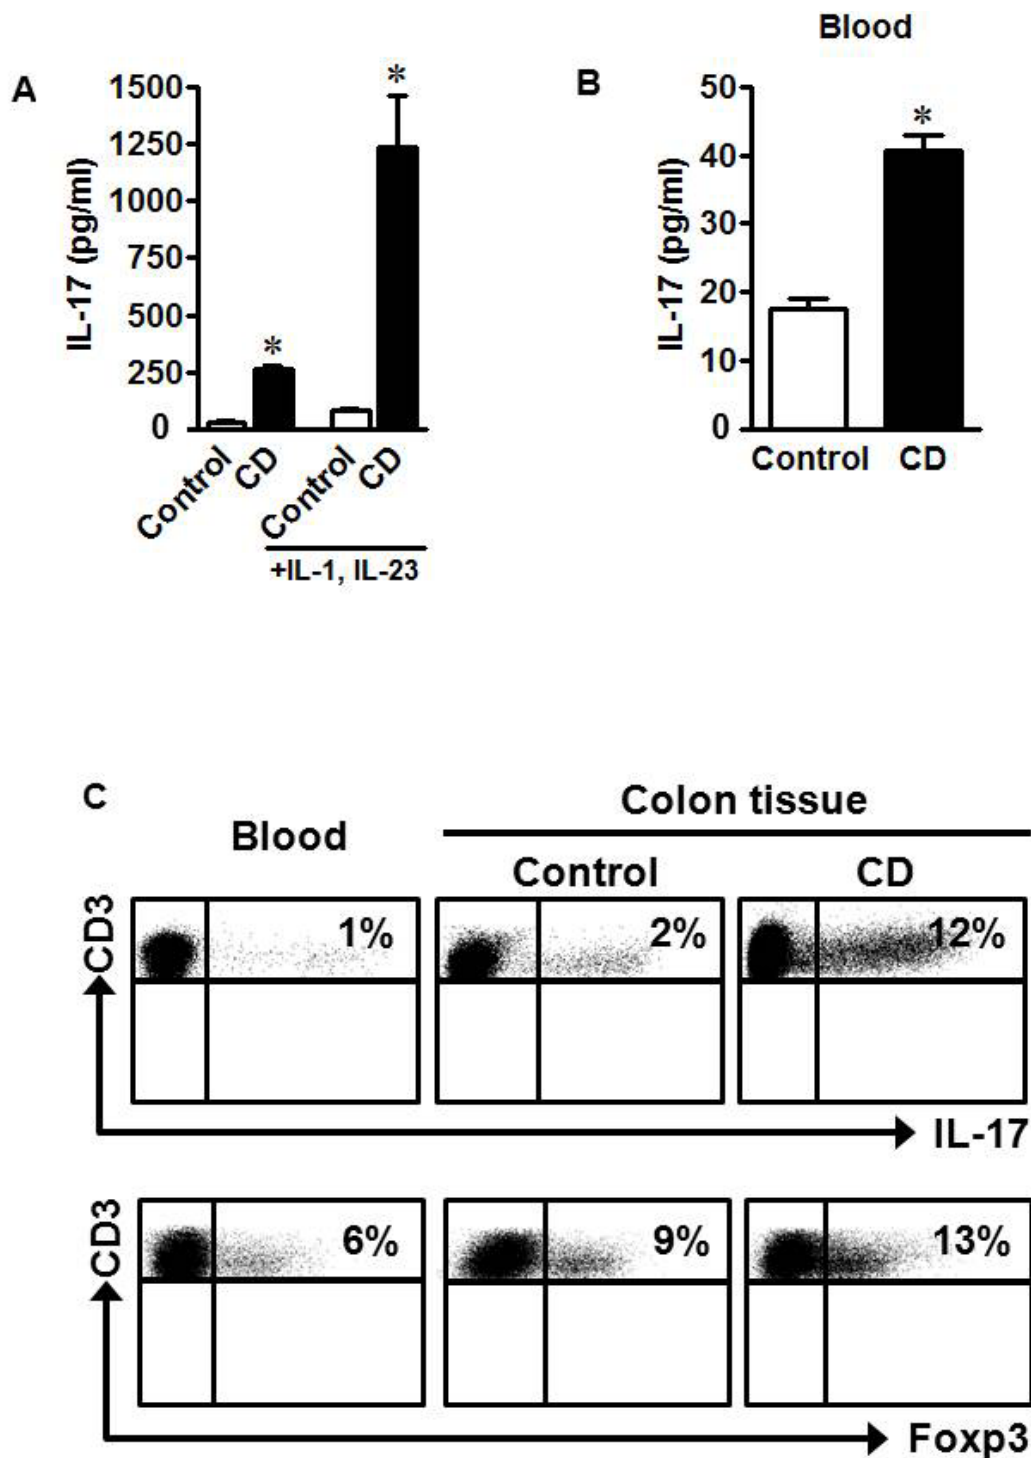 A
IL-17 (pg/ml)
1500
1250
1000
750
500
250
0
*
*
Control
CD
Control
CD
+IL-1, IL-23
Blood
B
IL-17 (pg/ml)
50
40
30
20
10
0
*
Control
CD
C
Colon tissue
Blood
Control
CD
CD3
1%
2%
12%
IL-17
CD3
6%
9%
13%
Foxp3